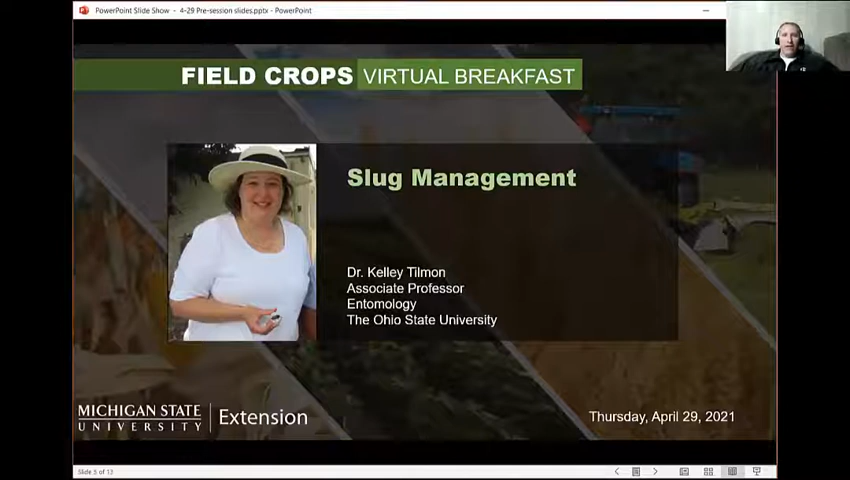 PowerPoint Slide Show - 4-29 Pre-session slides.pptx - PowerPoint
FIELD CROPS VIRTUAL BREAKFAST
Slug Management
Dr. Kelley Tilmon
Associate Professor
Entomology
The Ohio State University
MICHIGAN STATE
UNIVERSITY
Extension
Thursday, April 29, 2021
Slide 5 of 13